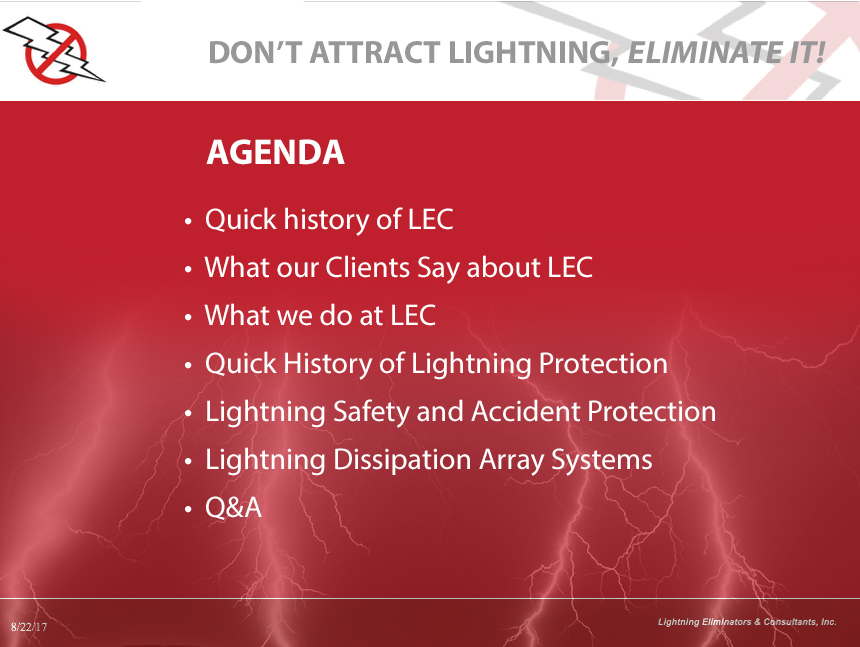 DON’T ATTRACT LIGHTNING, ELIMINATE IT!
AGENDA
• Quick history of LEC
• What our Clients Say about LEC
• What we do at LEC
• Quick History of Lightning Protection
• Lightning Safety and Accident Protection
• Lightning Dissipation Array Systems
• Q&A
8/22/17
Lightning Eliminators & Consultants, Inc.